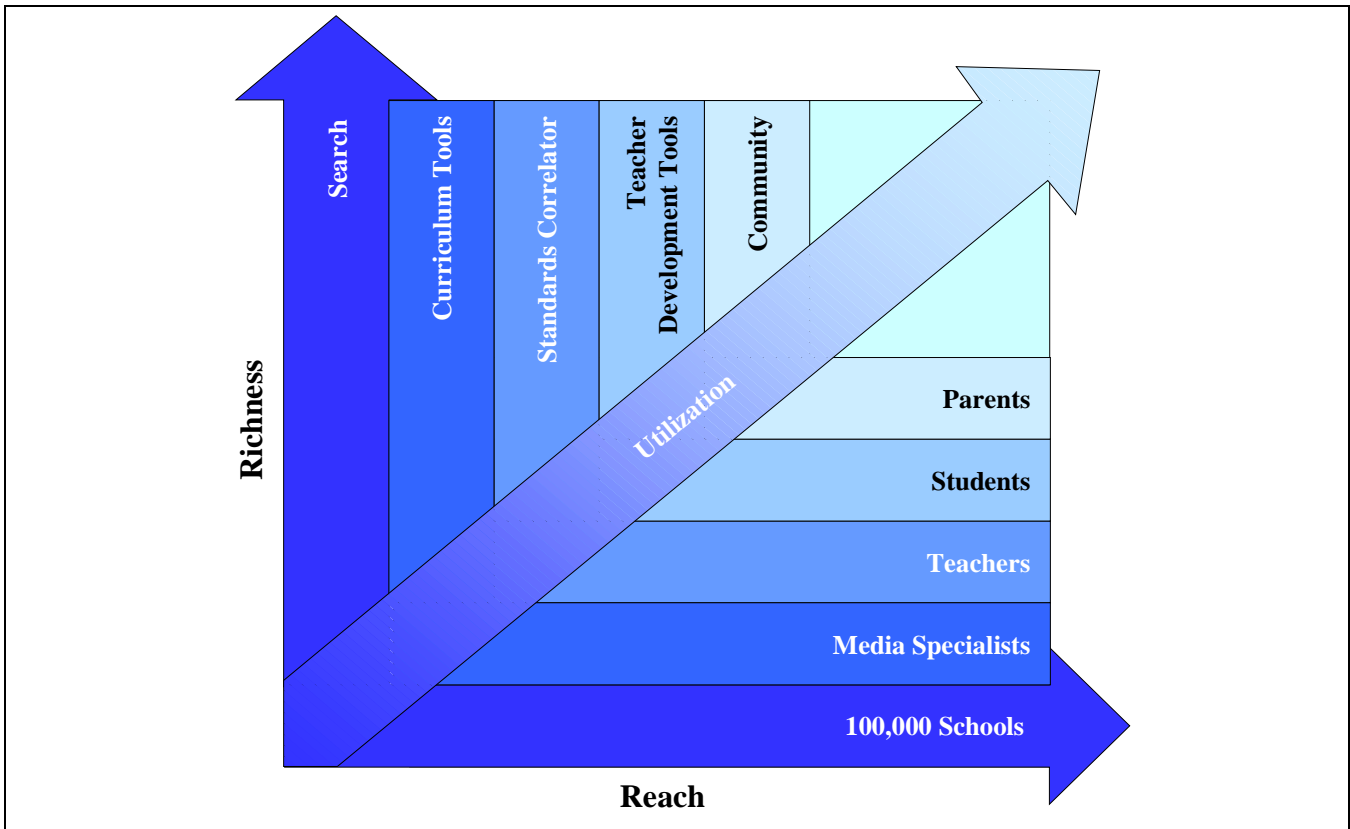 Search
Curriculum Tools
Standards Correlator
Teacher
Development Tools
Community
Richness
Utilization
Parents
Students
Teachers
Media Specialists
100,000 Schools
Reach